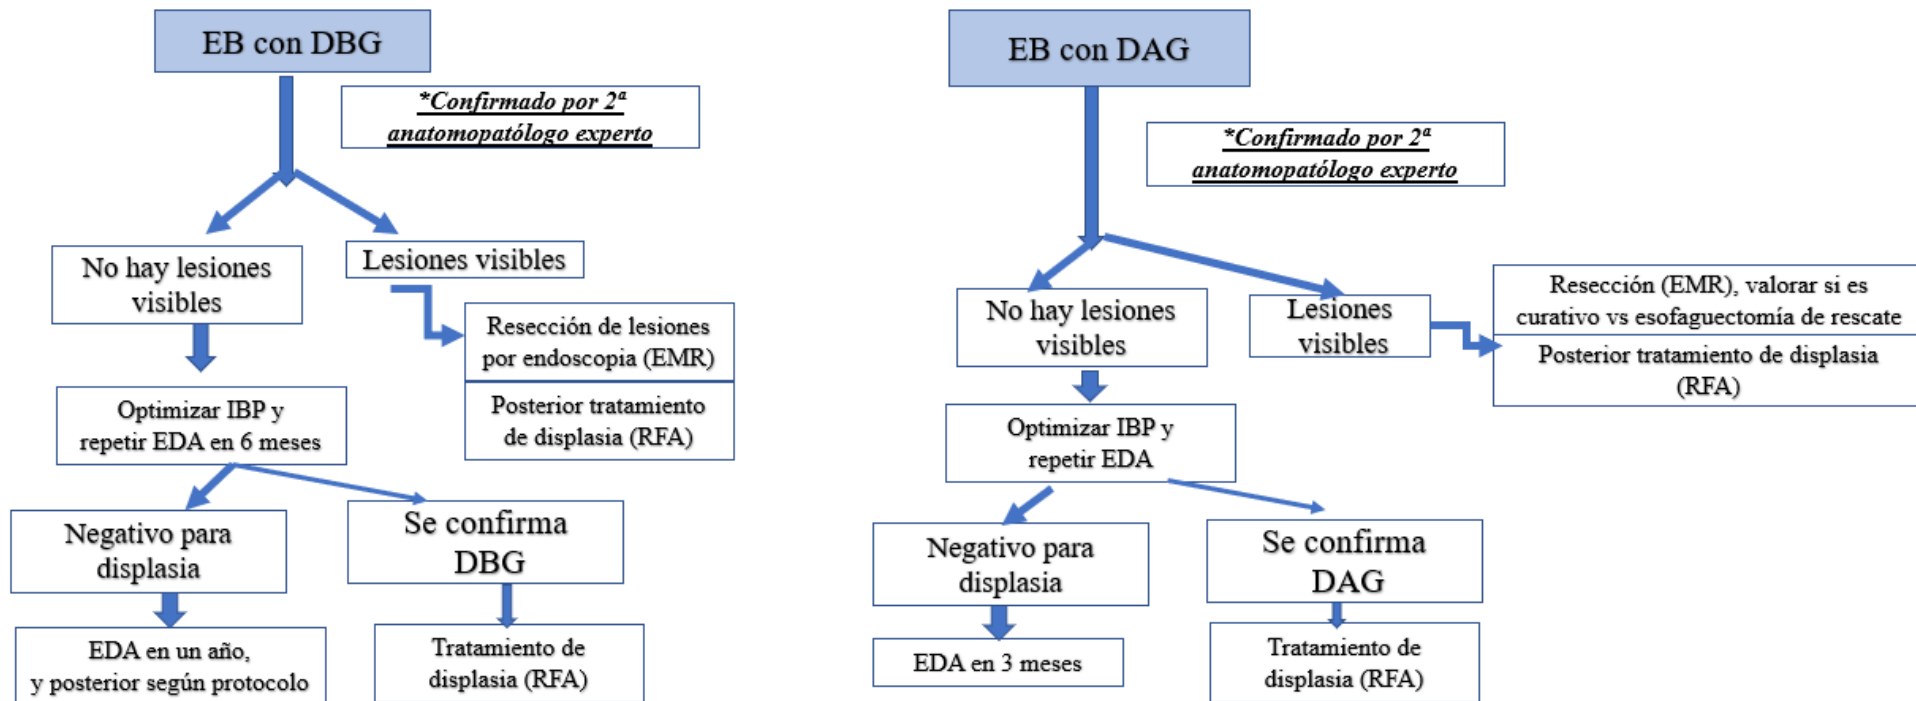 EB con DBG
*Confirmado por 2ª
anatomopatólogo experto
No hay lesiones
visibles
Lesiones visibles
Resección de lesiones
por endoscopia (EMR)
Posterior tratamiento
de displasia (RFA)
Optimizar IBP y
repetir EDA en 6 meses
Negativo para
displasia
Se confirma
DBG
EDA en un año,
y posterior según protocolo
Tratamiento de
displasia (RFA)
EB con DAG
*Confirmado por 2ª
anatomopatólogo experto
No hay lesiones
visibles
Lesiones
visibles
Resección (EMR), valorar si es
curativo vs esofaguectomía de rescate
Posterior tratamiento de displasia
(RFA)
Optimizar IBP y
repetir EDA
Negativo para
displasia
Se confirma
DAG
EDA en 3 meses
Tratamiento de
displasia (RFA)